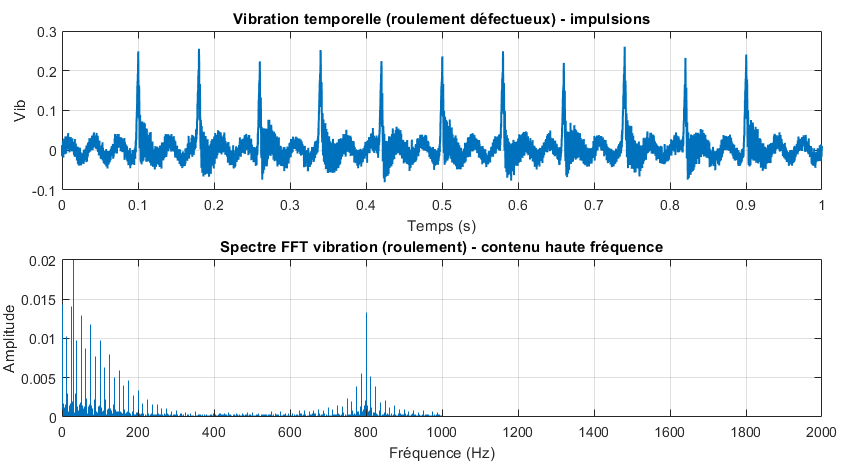 Vibration temporelle (roulement défectueux) - impulsions
0.3
0.2
0.1
0
-0.1
Vib
0 0.1 0.2 0.3 0.4 0.5 0.6 0.7 0.8 0.9 1
Temps (s)
Spectre FFT vibration (roulement) - contenu haute fréquence
0.02
0.015
0.01
0.005
0
Amplitude
0 200 400 600 800 1000 1200 1400 1600 1800 2000
Fréquence (Hz)